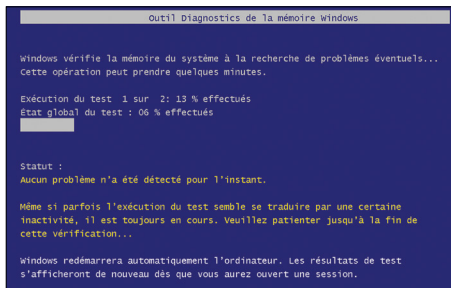 Outil Diagnostics de la mémoire Windows
Windows vérifie la mémoire du système à la recherche de problèmes éventuels...
Cette opération peut prendre quelques minutes.
Exécution du test 1 sur 2: 13 % effectués
État global du test : 06 % effectués
Statut :
Aucun problème n'a été détecté pour l'instant.
Même si parfois l'exécution du test semble se traduire par une certaine
inactivité, il est toujours en cours. Veuillez patienter jusqu'à la fin de
cette vérification...
Windows redémarrera automatiquement l'ordinateur. Les résultats de test
s'afficheront de nouveau dès que vous aurez ouvert une session.